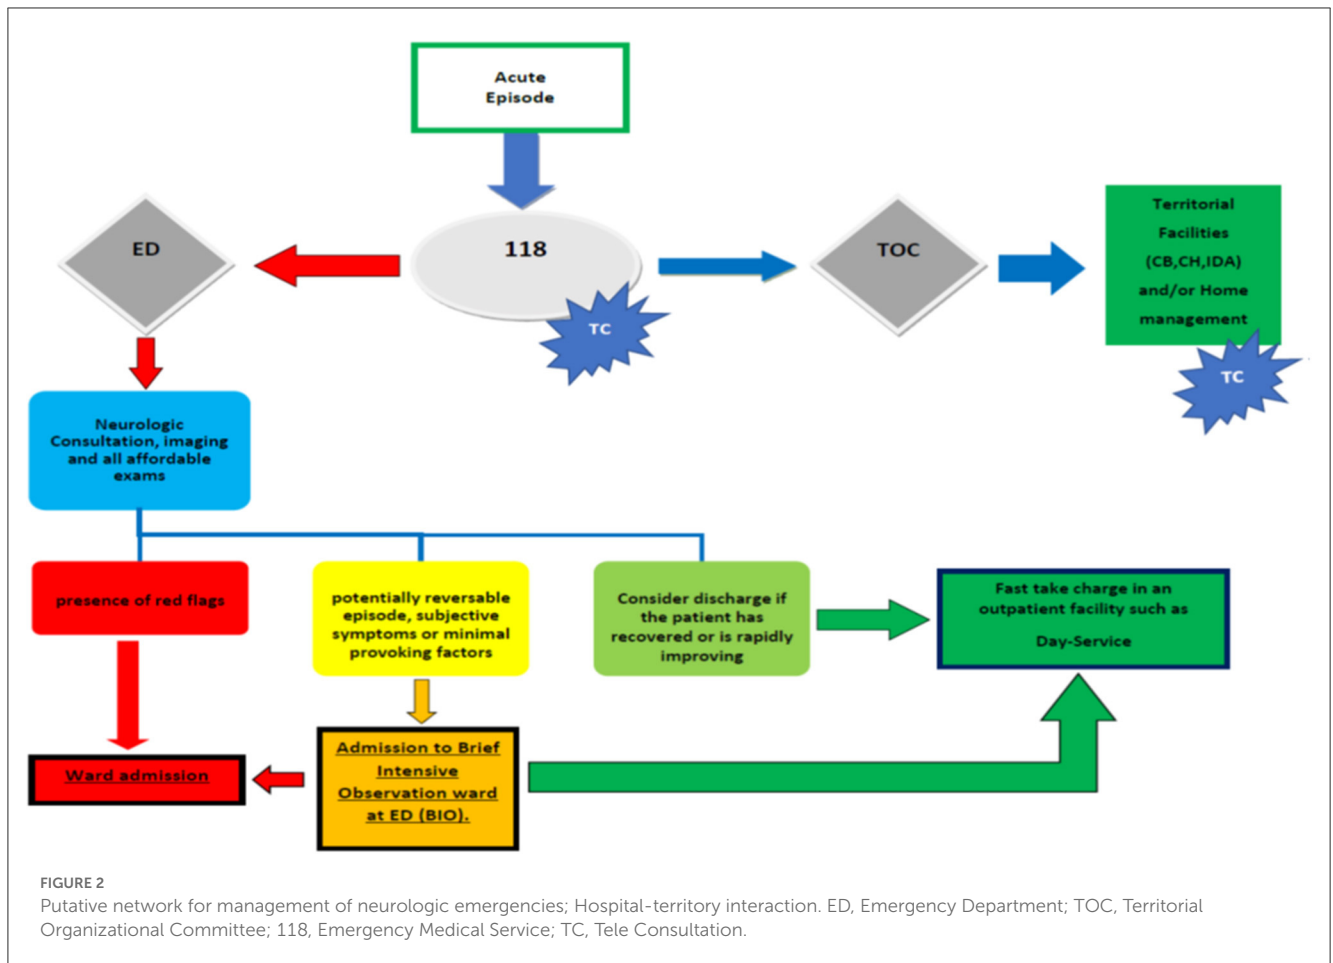 Acute
Episode
ED
118
TC
TOC
Territorial
Facilities
(CB,CH,IDA)
and/or Home
management
TC
Neurologic
Consultation, imaging
and all affordable
exams
presence of red flags
potentially reversable
episode, subjective
symptoms or minimal
provoking factors
Consider discharge if
the patient has
recovered or is rapidly
improving
Fast take charge in an
outpatient facility such as
Day-Service
Ward admission
Admission to Brief
Intensive
Observation ward
at ED (BIO).
FIGURE 2
Putative network for management of neurologic emergencies; Hospital-territory interaction. ED, Emergency Department; TOC, Territorial
Organizational Committee; 118, Emergency Medical Service; TC, Tele Consultation.